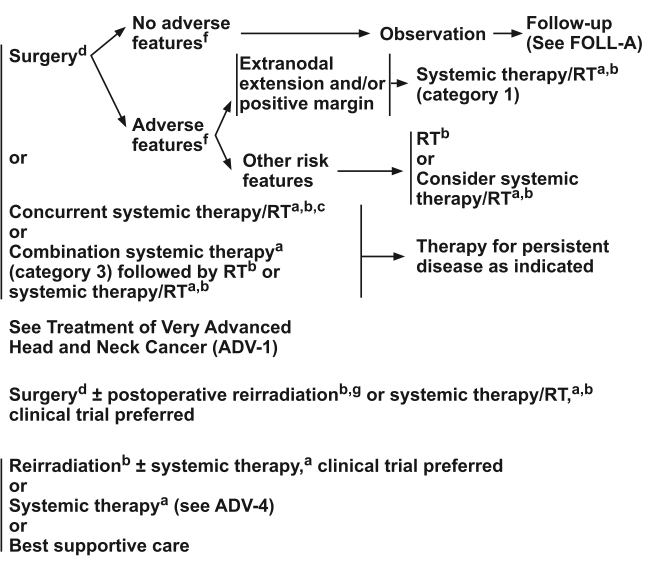 No adverse
features^f
Observation
Follow-up
(See FOLL-A)
Surgery^d
Extranodal
extension and/or
positive margin
Systemic therapy/RT^a,b
(category 1)
Adverse
features^f
or
Other risk
features
RT^b
or
Consider systemic
therapy/RT^a,b
Concurrent systemic therapy/RT^a,b,c
or
Combination systemic therapy^a
(category 3) followed by RT^b or
systemic therapy/RT^a,b
Therapy for persistent
disease as indicated
See Treatment of Very Advanced
Head and Neck Cancer (ADV-1)
Surgery^d ± postoperative reirradiation^b,g or systemic therapy/RT,^a,b
clinical trial preferred
Reirradiation^b ± systemic therapy,^a clinical trial preferred
or
Systemic therapy^a (see ADV-4)
or
Best supportive care